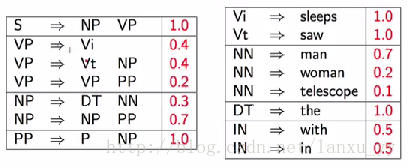 S ⇒ NP VP 1.0
VP ⇒ Vi 0.4
VP ⇒ Vt NP 0.4
VP ⇒ VP PP 0.2
NP ⇒ DT NN 0.3
NP ⇒ NP PP 0.7
PP ⇒ P NP 1.0
Vi ⇒ sleeps 1.0
Vt ⇒ saw 1.0
NN ⇒ man 0.7
NN ⇒ woman 0.2
NN ⇒ telescope 0.1
DT ⇒ the 1.0
IN ⇒ with 0.5
IN ⇒ in 0.5